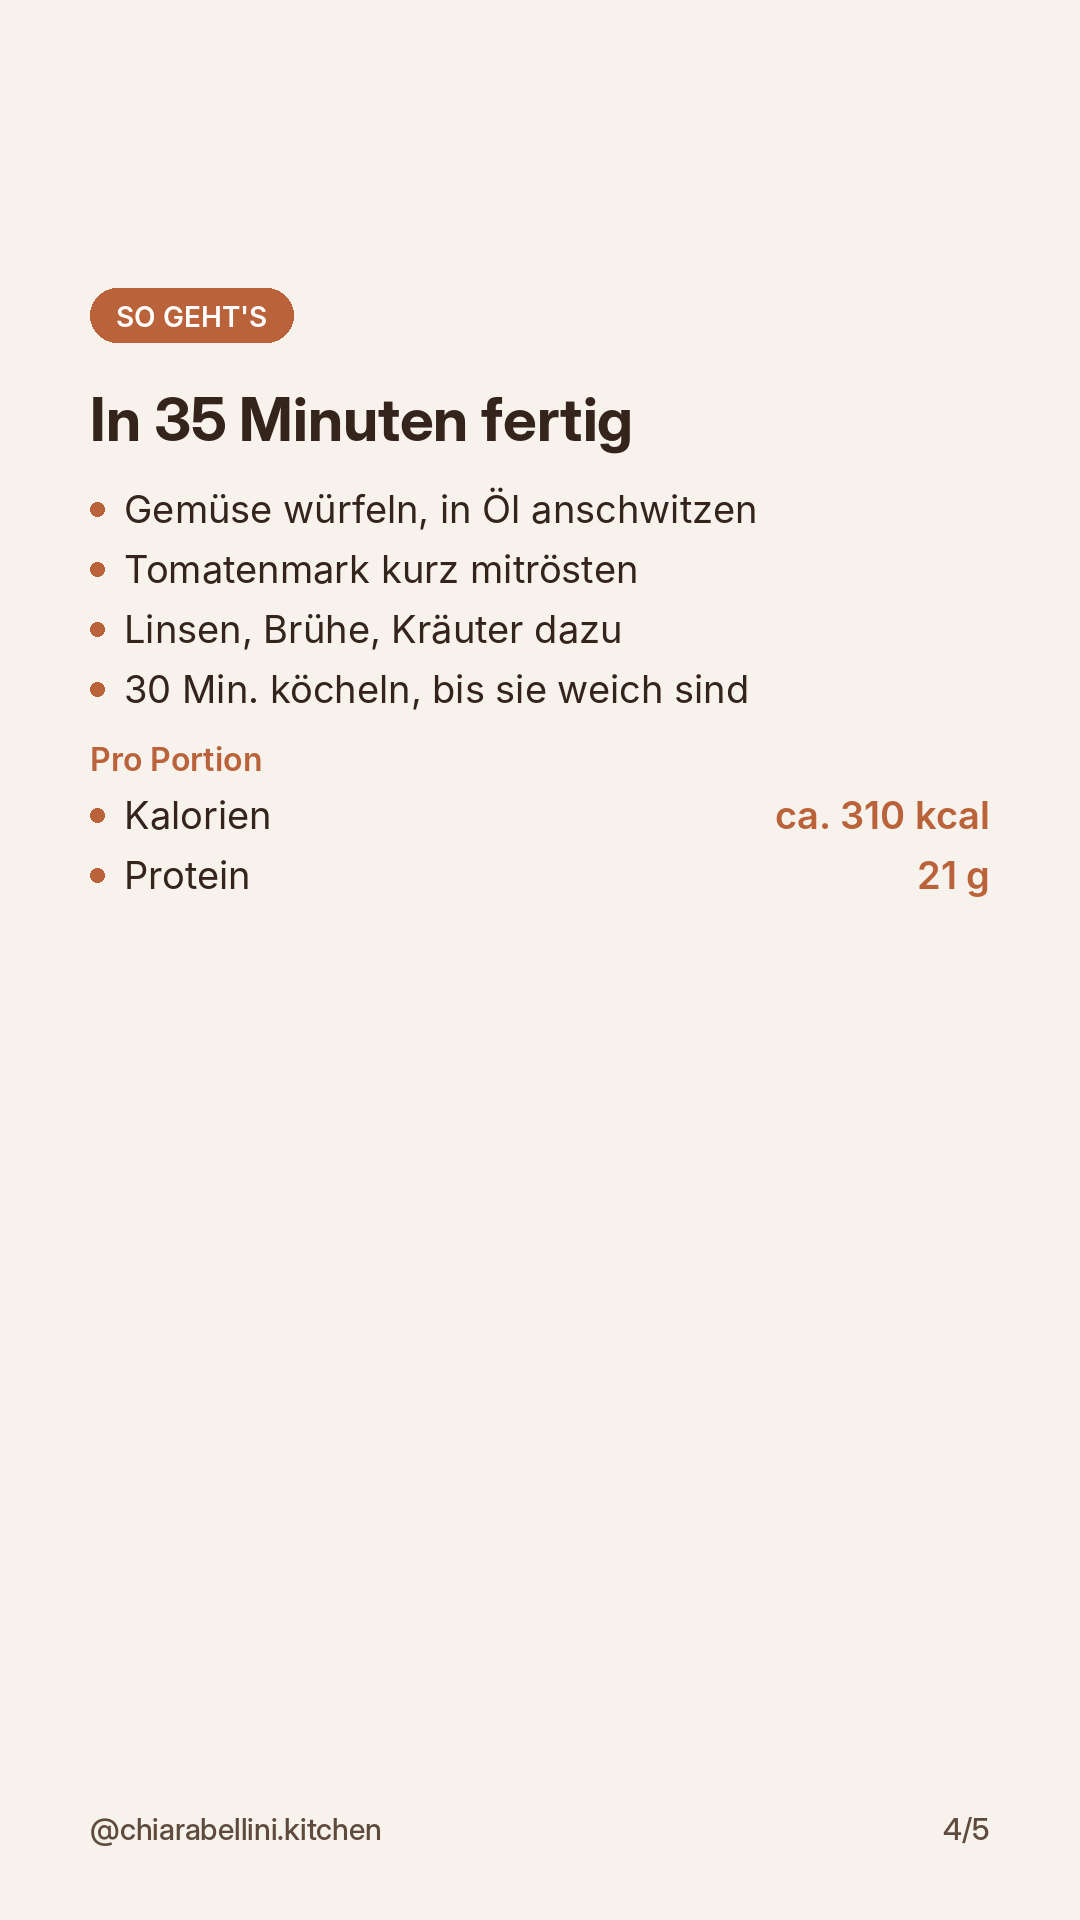 SO GEHT'S
In 35 Minuten fertig
Gemüse würfeln, in Öl anschwitzen
Tomatenmark kurz mitrösten
Linsen, Brühe, Kräuter dazu
30 Min. köcheln, bis sie weich sind
Pro Portion
Kalorien ca. 310 kcal
Protein 21 g
@chiarabellini.kitchen 4/5